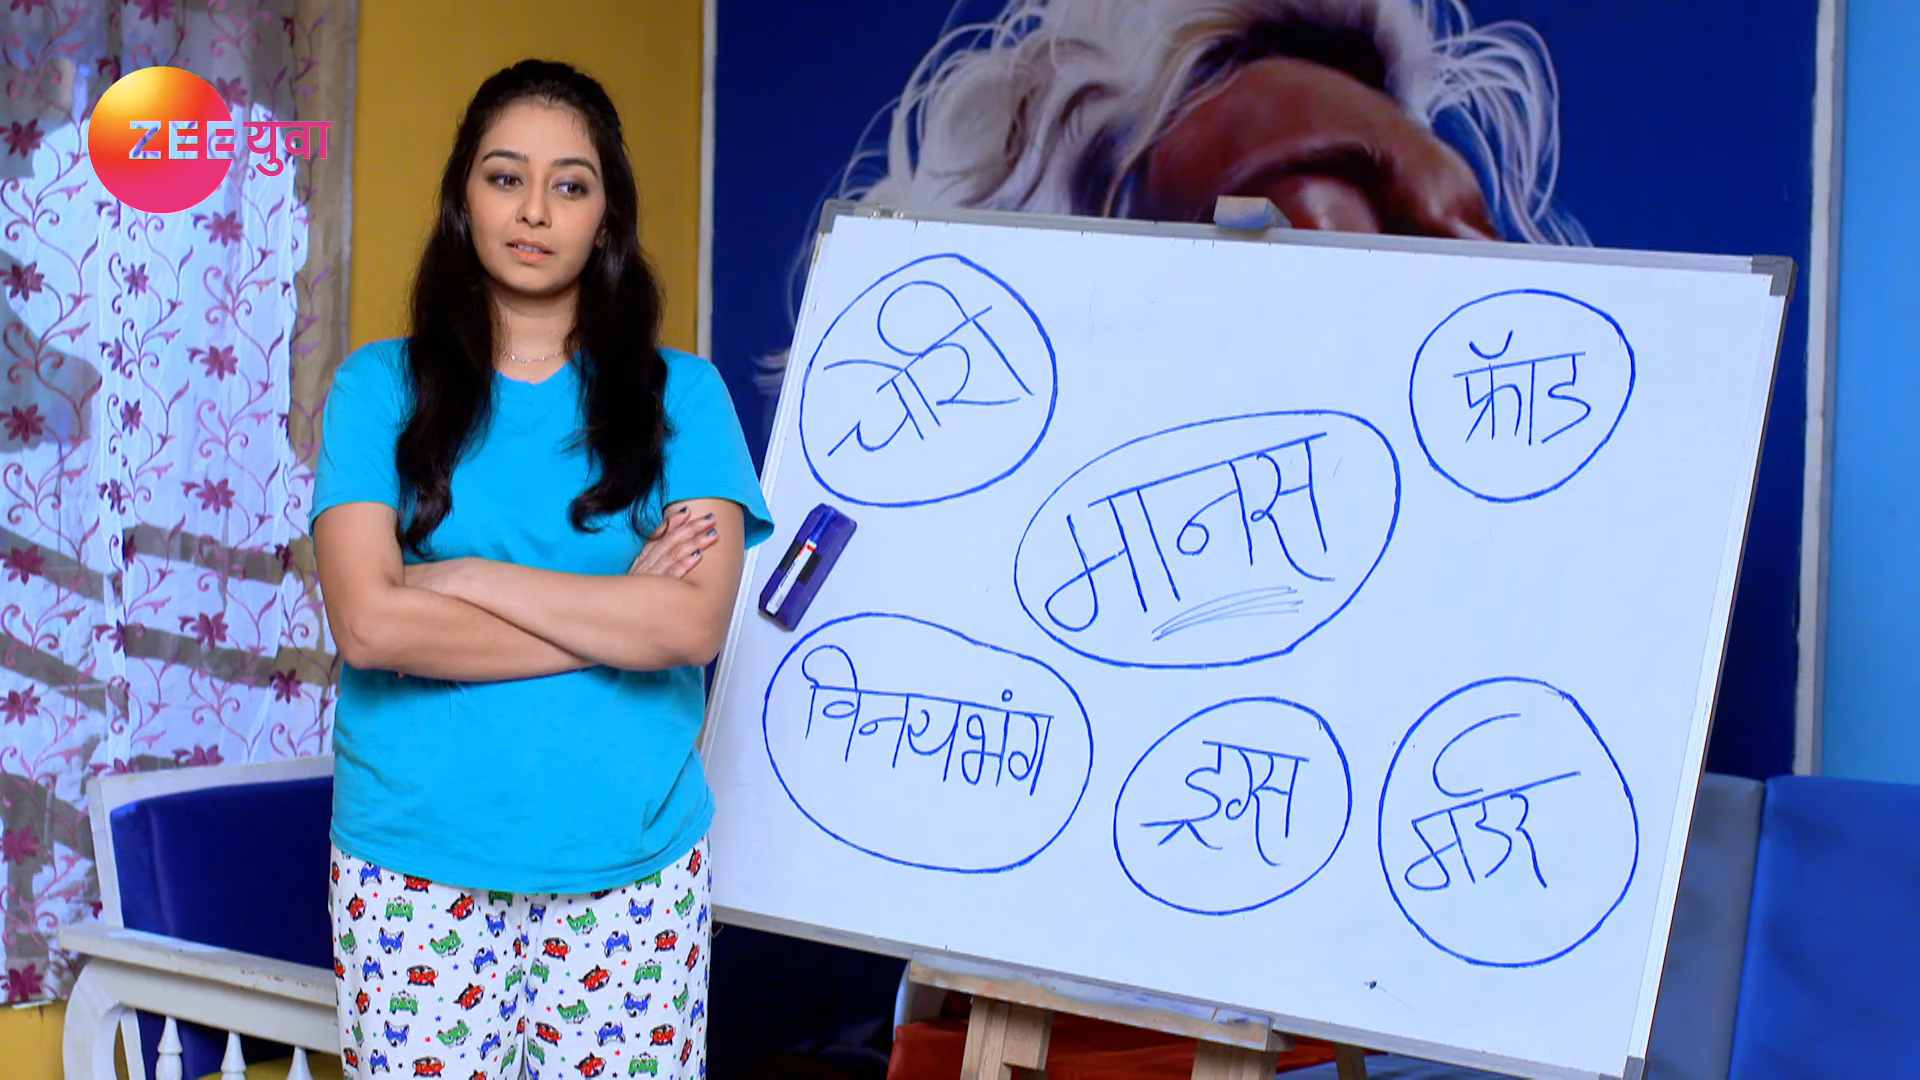 ZEE युवा
चोरी
फ्रॉड
मानस
विनयभंग
ड्रग्स
मर्डर